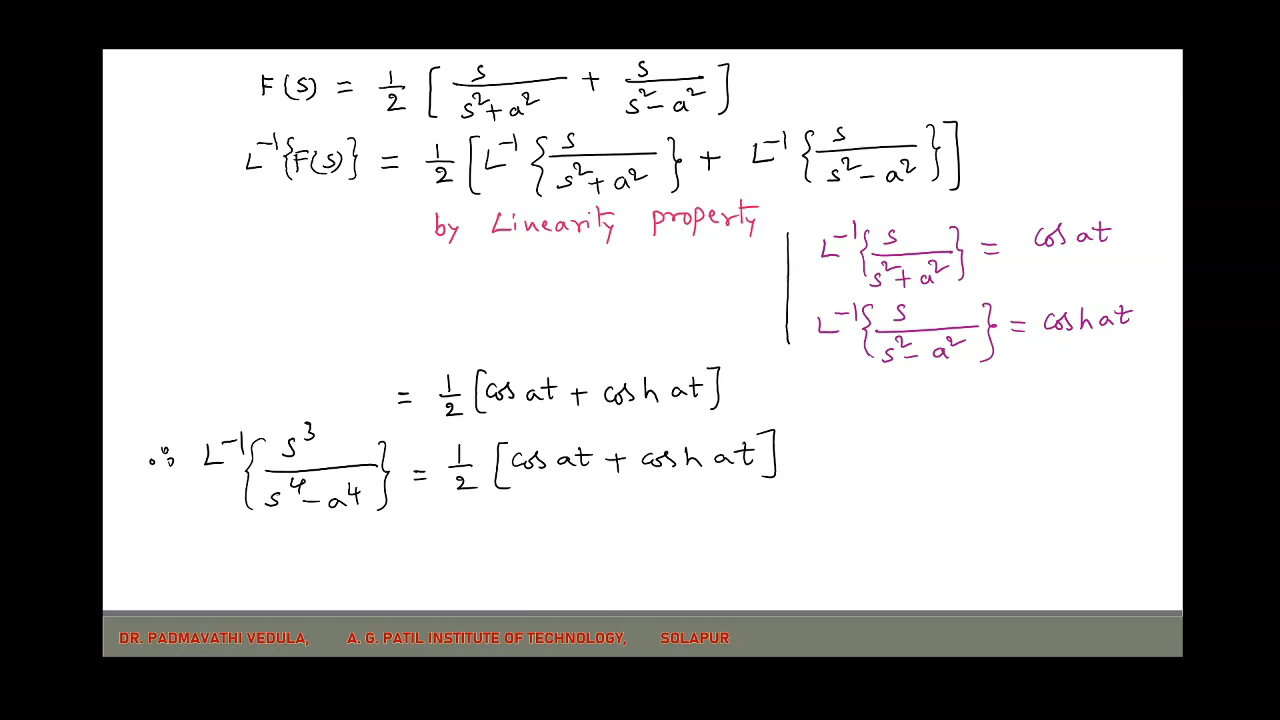 F(s) = 1/2 [ s/(s²+a²) + s/(s²-a²) ]
L⁻¹{F(s)} = 1/2 [ L⁻¹ { s/(s²+a²) } + L⁻¹ { s/(s²-a²) } ]
by Linearity property
L⁻¹{ s/(s²+a²) } = cos at
L⁻¹{ s/(s²-a²) } = cosh at
= 1/2 [cos at + cosh at]
∴ L⁻¹{ s³/(s⁴-a⁴) } = 1/2 [cos at + cosh at]
DR. PADMAVATHI VEDULA, A. G. PATIL INSTITUTE OF TECHNOLOGY, SOLAPUR